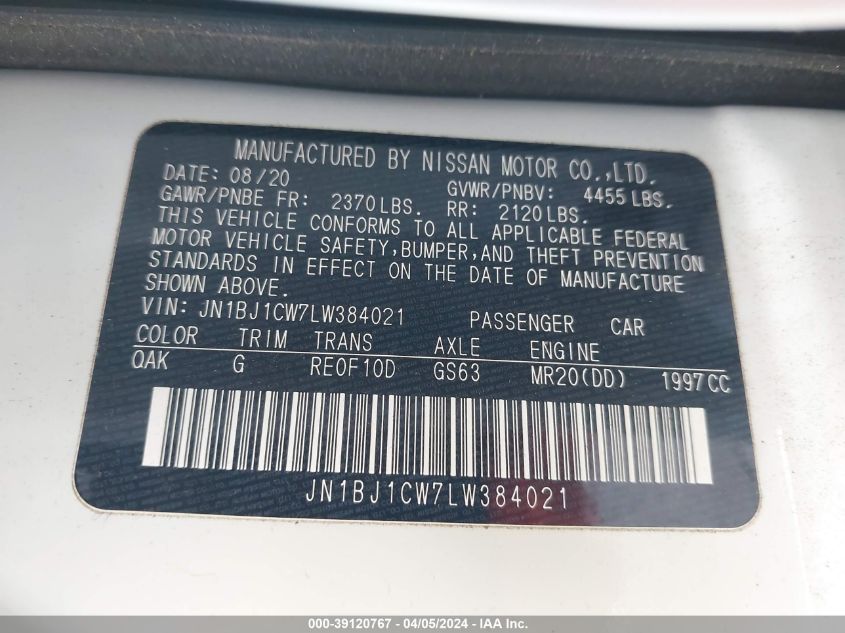 MANUFACTURED BY NISSAN MOTOR CO.,LTD.
DATE: 08/20 GVWR/PNBV: 4455 LBS.
GAWR/PNBE FR: 2370LBS. RR: 2120LBS.
THIS VEHICLE CONFORMS TO ALL APPLICABLE FEDERAL
MOTOR VEHICLE SAFETY,BUMPER,AND THEFT PREVENTION
STANDARDS IN EFFECT ON THE DATE OF MANUFACTURE
SHOWN ABOVE.
VIN: JN1BJ1CW7LW384021 PASSENGER CAR
COLOR TRIM TRANS AXLE ENGINE
QAK G RE0F10D GS63 MR20(DD) 1997CC
JN1BJ1CW7LW384021
000-39120767 - 04/05/2024 - IAA Inc.